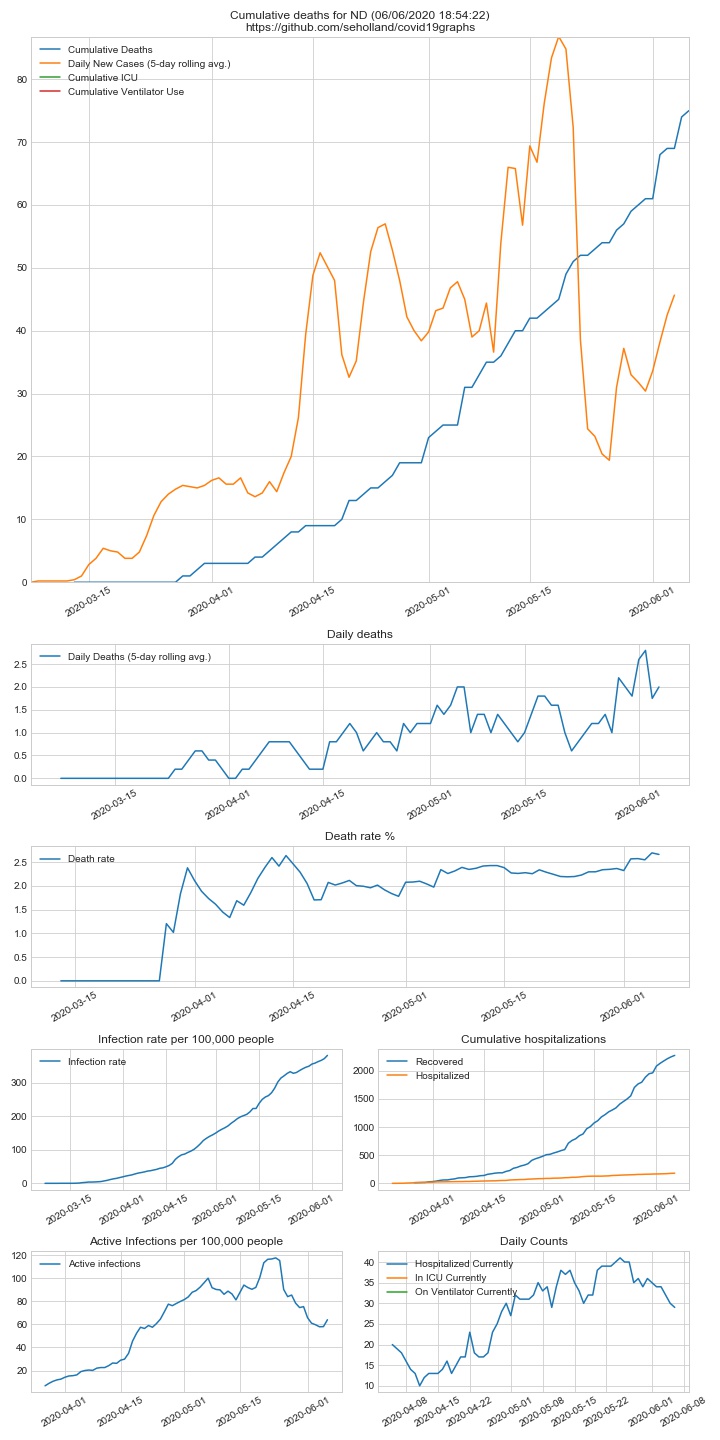 Cumulative deaths for ND (06/06/2020 18:54:22)
https://github.com/seholland/covid19graphs
Cumulative Deaths
Daily New Cases (5-day rolling avg.)
Cumulative ICU
Cumulative Ventilator Use
80
70
60
50
40
30
20
10
0
2020-03-15 2020-04-01 2020-04-15 2020-05-01 2020-05-15 2020-06-01
Daily deaths
Daily Deaths (5-day rolling avg.)
2.5
2.0
1.5
1.0
0.5
0.0
2020-03-15 2020-04-01 2020-04-15 2020-05-01 2020-05-15 2020-06-01
Death rate %
Death rate
2.5
2.0
1.5
1.0
0.5
0.0
2020-03-15 2020-04-01 2020-04-15 2020-05-01 2020-05-15 2020-06-01
Infection rate per 100,000 people
Infection rate
300
200
100
0
2020-03-15 2020-04-01 2020-04-15 2020-05-01 2020-05-15 2020-06-01
Cumulative hospitalizations
Recovered
Hospitalized
2000
1500
1000
500
0
2020-04-01 2020-04-15 2020-05-01 2020-05-15 2020-06-01
Active Infections per 100,000 people
Active infections
120
100
80
60
40
20
2020-04-01 2020-04-15 2020-05-01 2020-05-15 2020-06-01
Daily Counts
Hospitalized Currently
In ICU Currently
On Ventilator Currently
40
35
30
25
20
15
10
2020-04-08 2020-04-15 2020-04-22 2020-05-01 2020-05-08 2020-05-15 2020-05-22 2020-06-01 2020-06-08